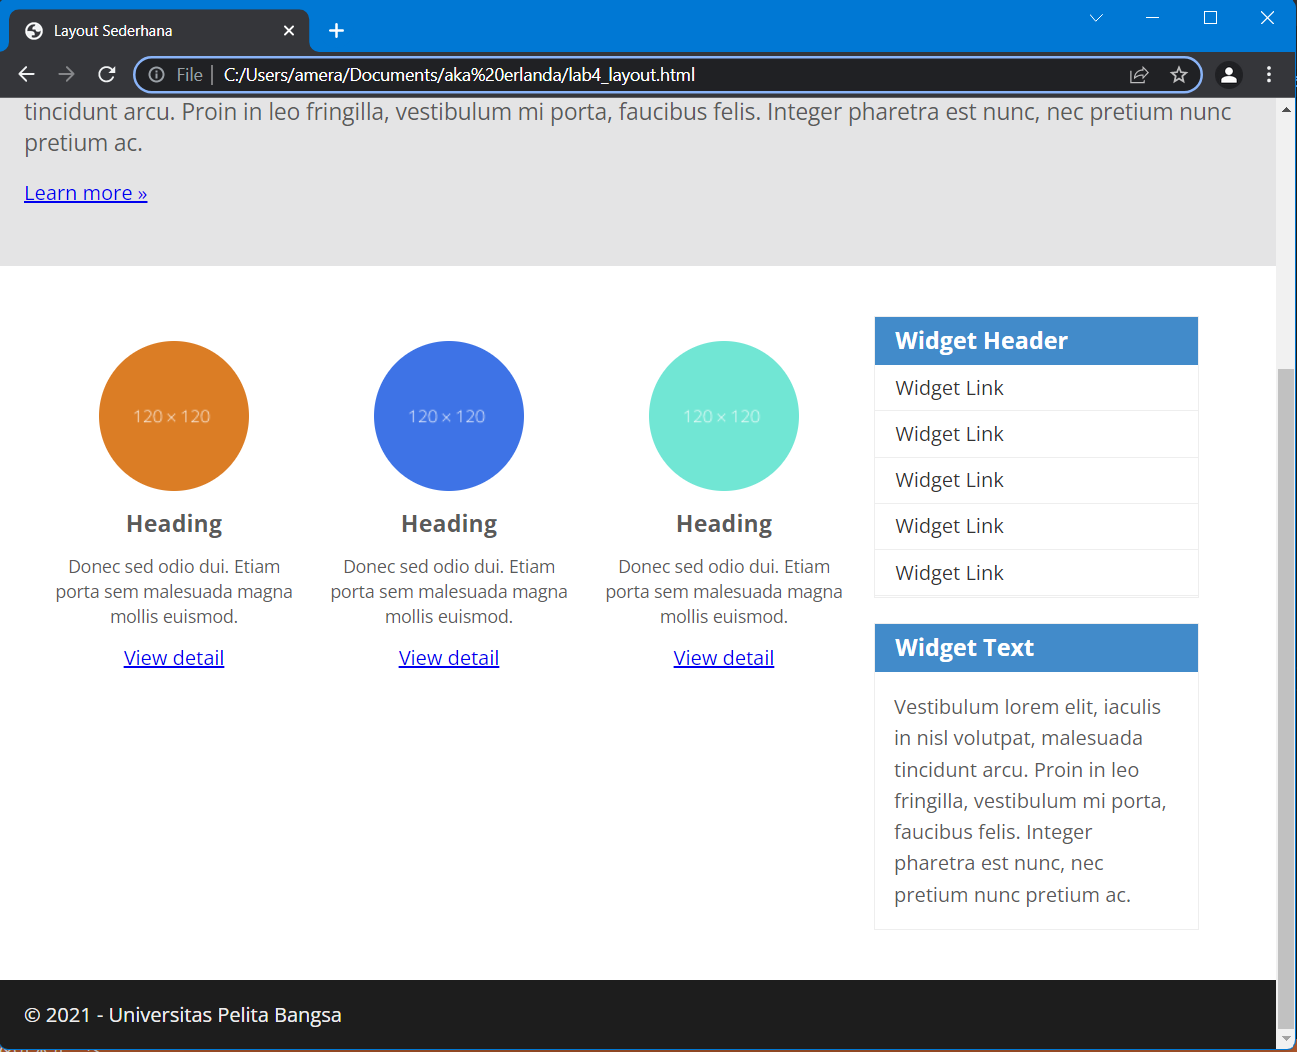 Layout Sederhana
File | C:/Users/amera/Documents/aka%20erlanda/lab4_layout.html
tincidunt arcu. Proin in leo fringilla, vestibulum mi porta, faucibus felis. Integer pharetra est nunc, nec pretium nunc
pretium ac.
Learn more »
120 × 120
Heading
Donec sed odio dui. Etiam
porta sem malesuada magna
mollis euismod.
View detail
120 × 120
Heading
Donec sed odio dui. Etiam
porta sem malesuada magna
mollis euismod.
View detail
120 × 120
Heading
Donec sed odio dui. Etiam
porta sem malesuada magna
mollis euismod.
View detail
Widget Header
Widget Link
Widget Link
Widget Link
Widget Link
Widget Link
Widget Text
Vestibulum lorem elit, iaculis
in nisl volutpat, malesuada
tincidunt arcu. Proin in leo
fringilla, vestibulum mi porta,
faucibus felis. Integer
pharetra est nunc, nec
pretium nunc pretium ac.
© 2021 - Universitas Pelita Bangsa